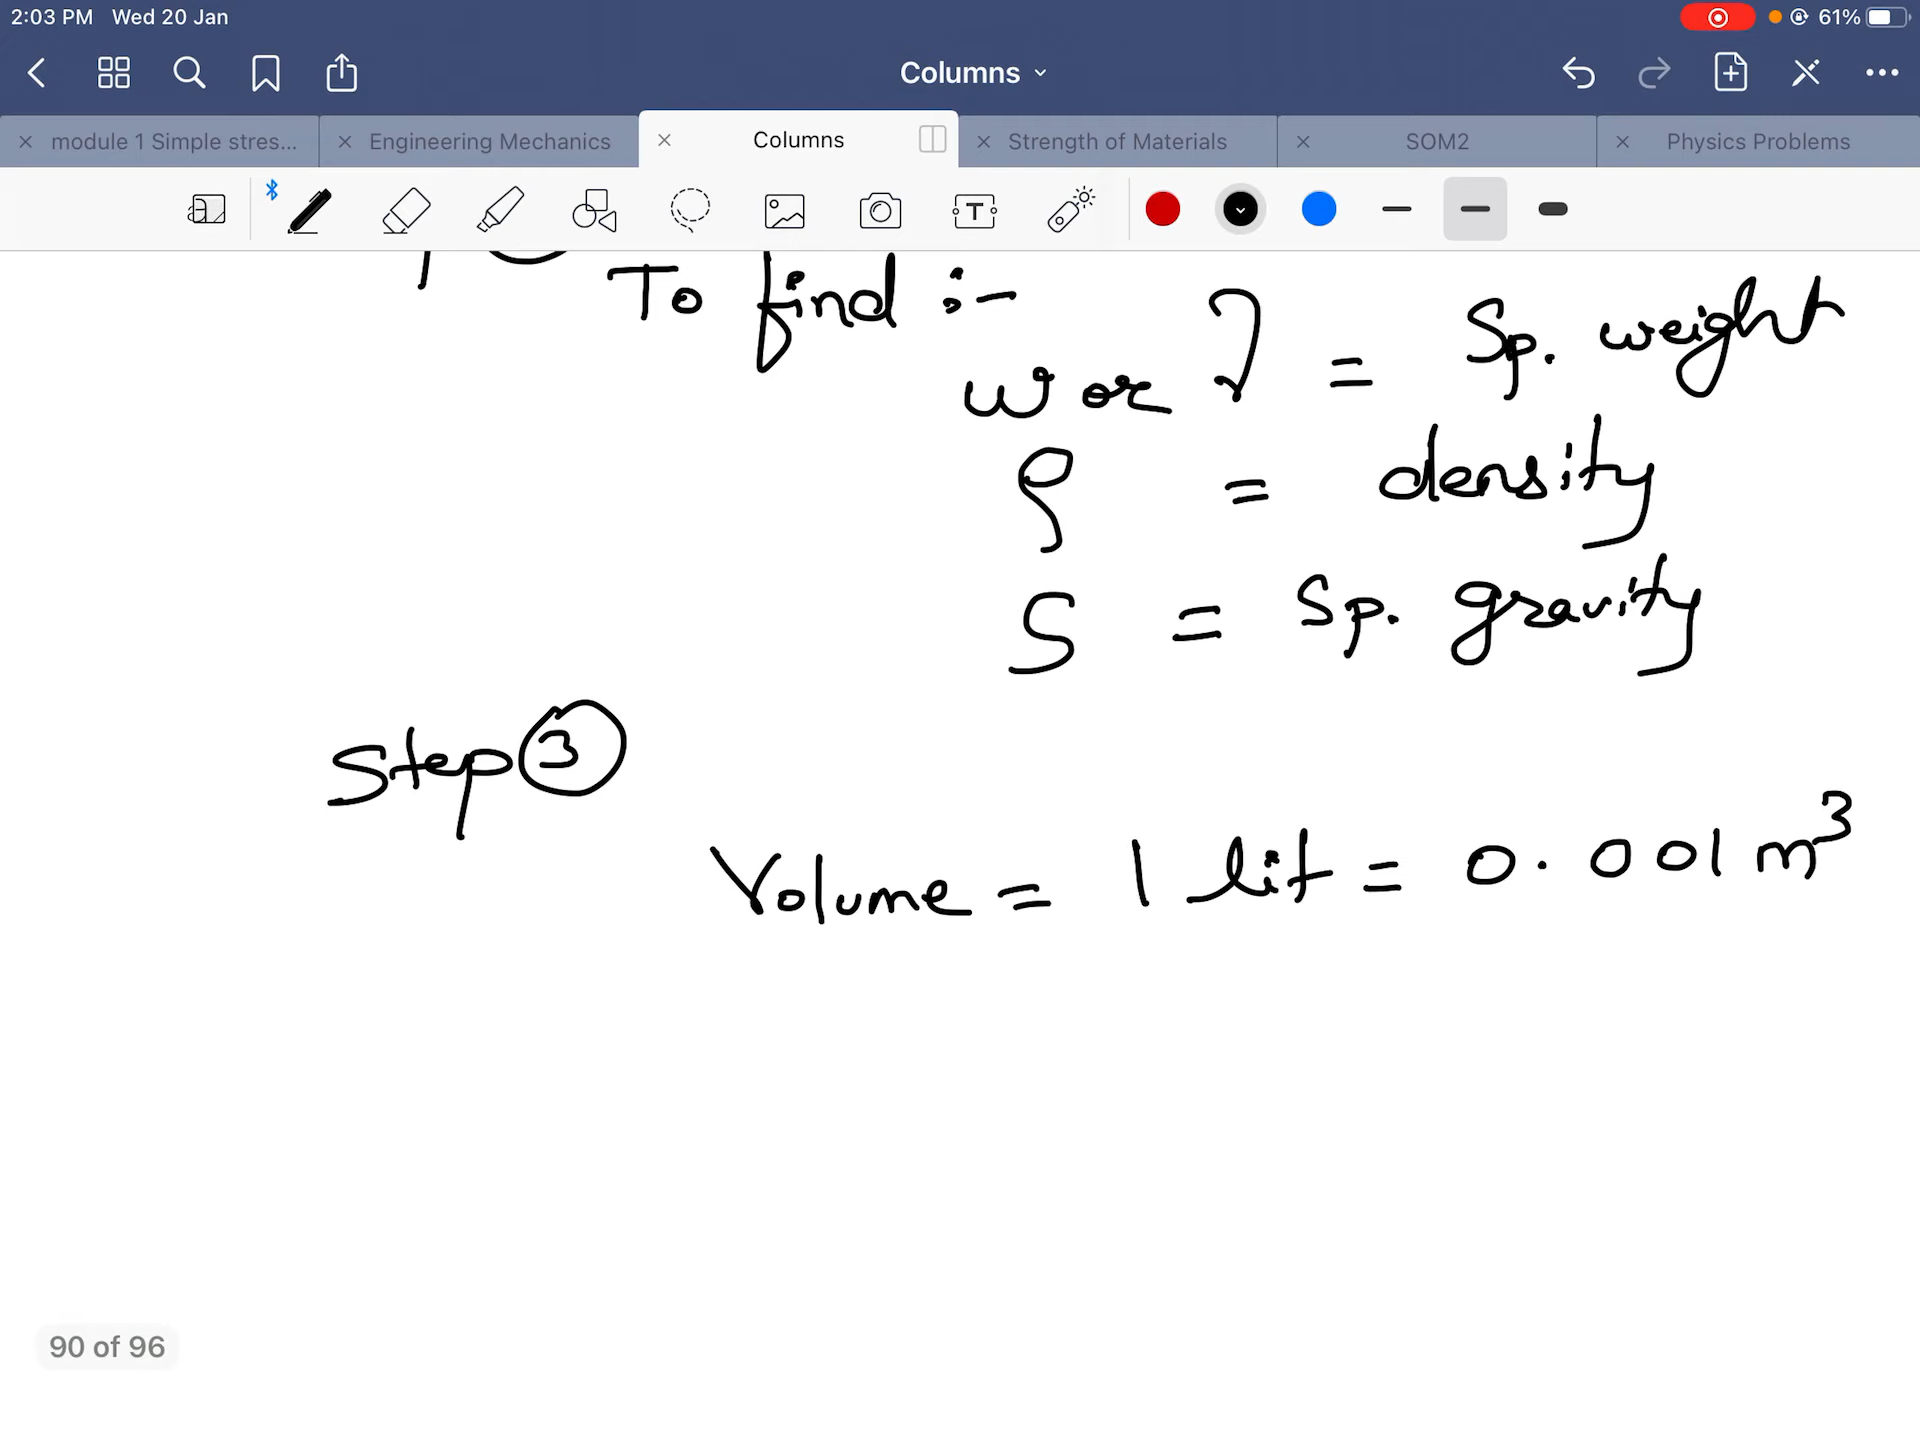 2:03 PM Wed 20 Jan
61%
Columns
module 1 Simple stres...
Engineering Mechanics
Columns
Strength of Materials
SOM2
Physics Problems
T
To find :-
w or γ = Sp. weight
ρ = density
S = Sp. gravity
Step 3
Volume = 1 lit = 0.001 m³
90 of 96